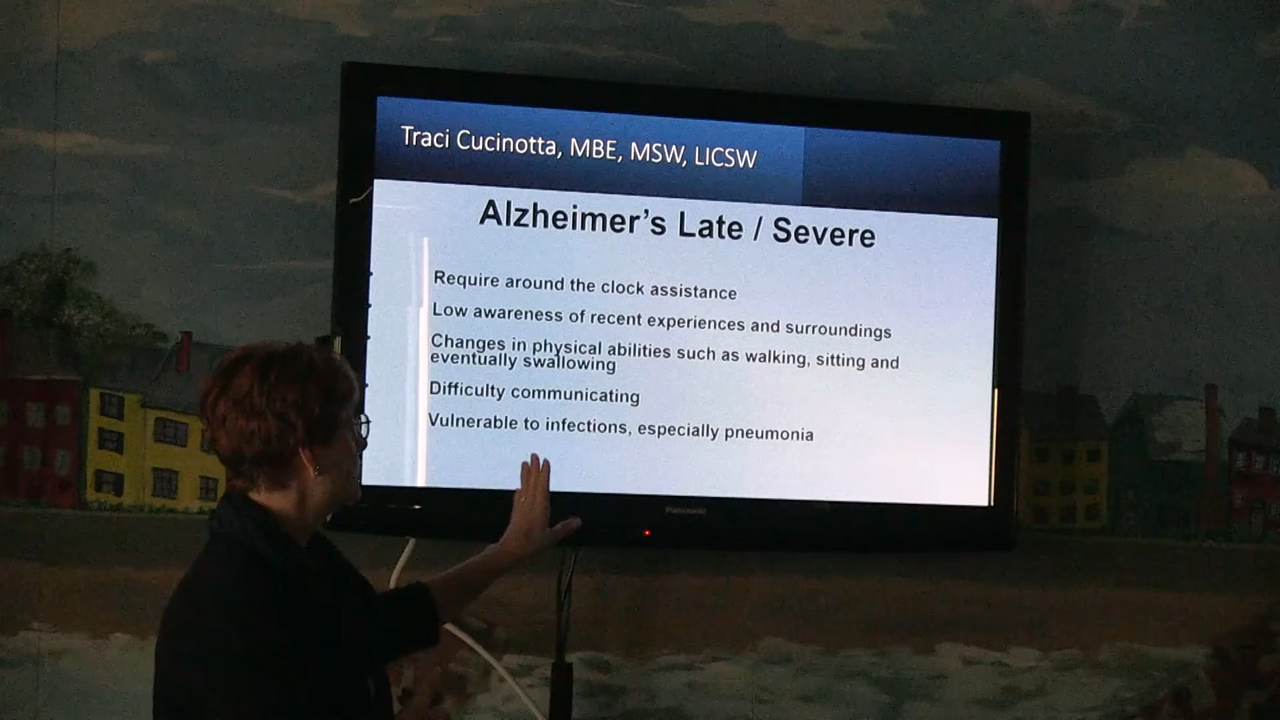 Traci Cucinotta, MBE, MSW, LICSW
Alzheimer's Late / Severe
Require around the clock assistance
Low awareness of recent experiences and surroundings
Changes in physical abilities such as walking, sitting and
eventually swallowing
Difficulty communicating
Vulnerable to infections, especially pneumonia
Panasonic